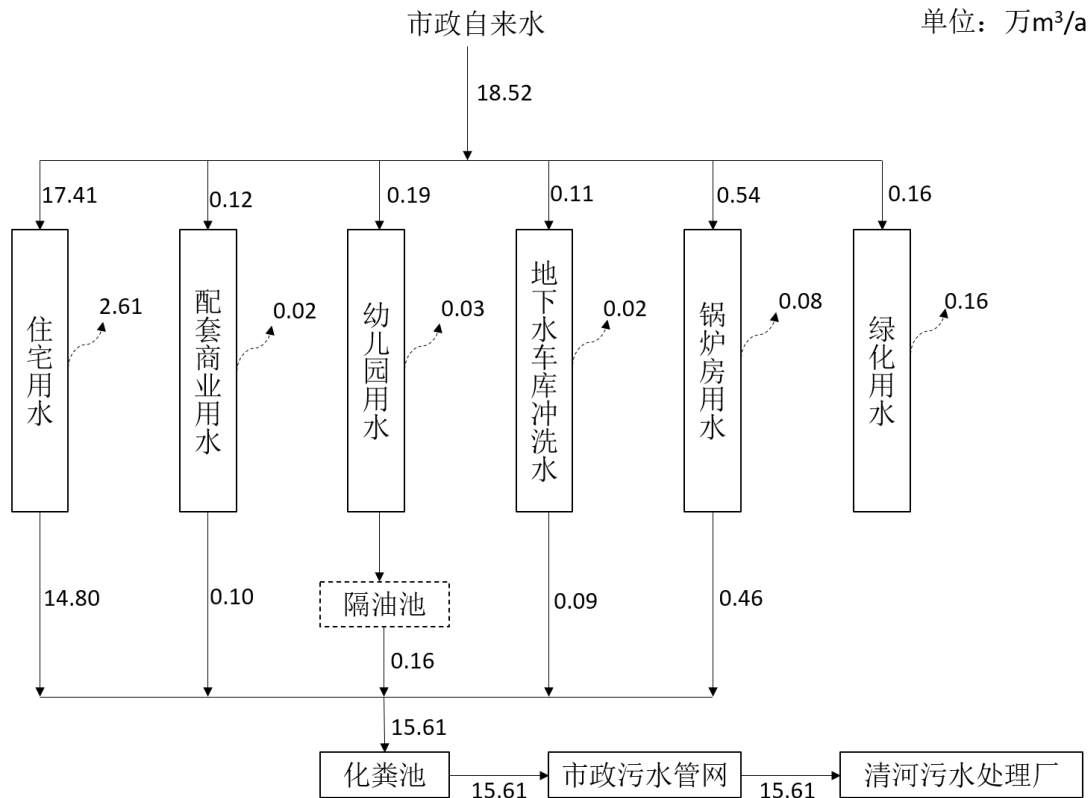 市政自来水
单位：万m³/a
18.52
17.41
0.12
0.19
0.11
0.54
0.16
住宅用水
2.61
配套商业用水
0.02
幼儿园用水
0.03
地下水车库冲洗水
0.02
锅炉房用水
0.08
绿化用水
0.16
14.80
0.10
隔油池
0.16
0.09
0.46
15.61
化粪池
15.61
市政污水管网
15.61
清河污水处理厂